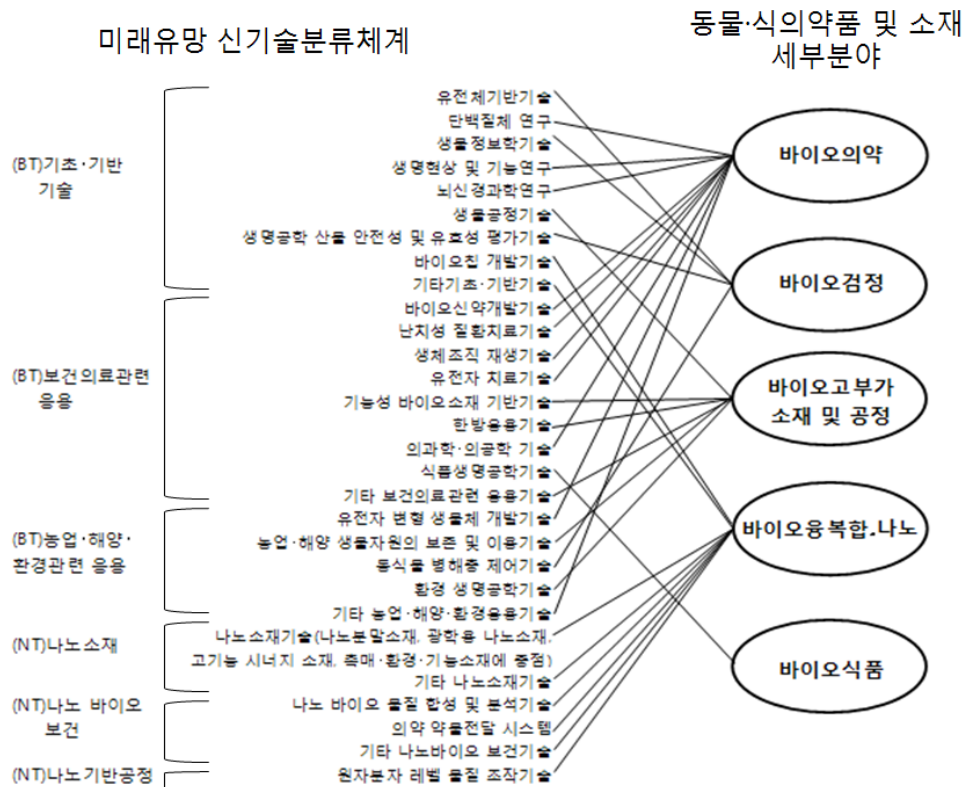 미래유망 신기술분류체계
동물·식의약품 및 소재
세부분야
(BT)기초·기반
기술
유전체기반기술
단백질체 연구
생물정보학기술
생명현상 및 기능연구
뇌신경과학연구
생물공정기술
생명공학 산물 안전성 및 유효성 평가기술
바이오칩 개발기술
기타기초·기반기술
(BT)보건의료관련
응용
바이오신약개발기술
난치성 질환치료기술
생체조직 재생기술
유전자 치료기술
기능성 바이오소재 기반기술
한방응용기술
의과학·의공학 기술
식품생명공학기술
기타 보건의료관련 응용기술
(BT)농업·해양·
환경관련 응용
유전자 변형 생물체 개발기술
농업·해양 생물자원의 보존 및 이용기술
동식물 병해충 제어기술
환경 생명공학기술
기타 농업·해양·환경응용기술
(NT)나노소재
나노소재기술(나노분말소재, 광학용 나노소재,
고기능 시너지 소재, 촉매·환경·기능소재에 중점)
기타 나노소재기술
(NT)나노 바이오
보건
나노 바이오 물질 합성 및 분석기술
의약 약물전달 시스템
기타 나노바이오 보건기술
(NT)나노기반공정
원자분자 레벨 물질 조작기술
바이오의약
바이오검정
바이오고부가
소재 및 공정
바이오융복합.나노
바이오식품